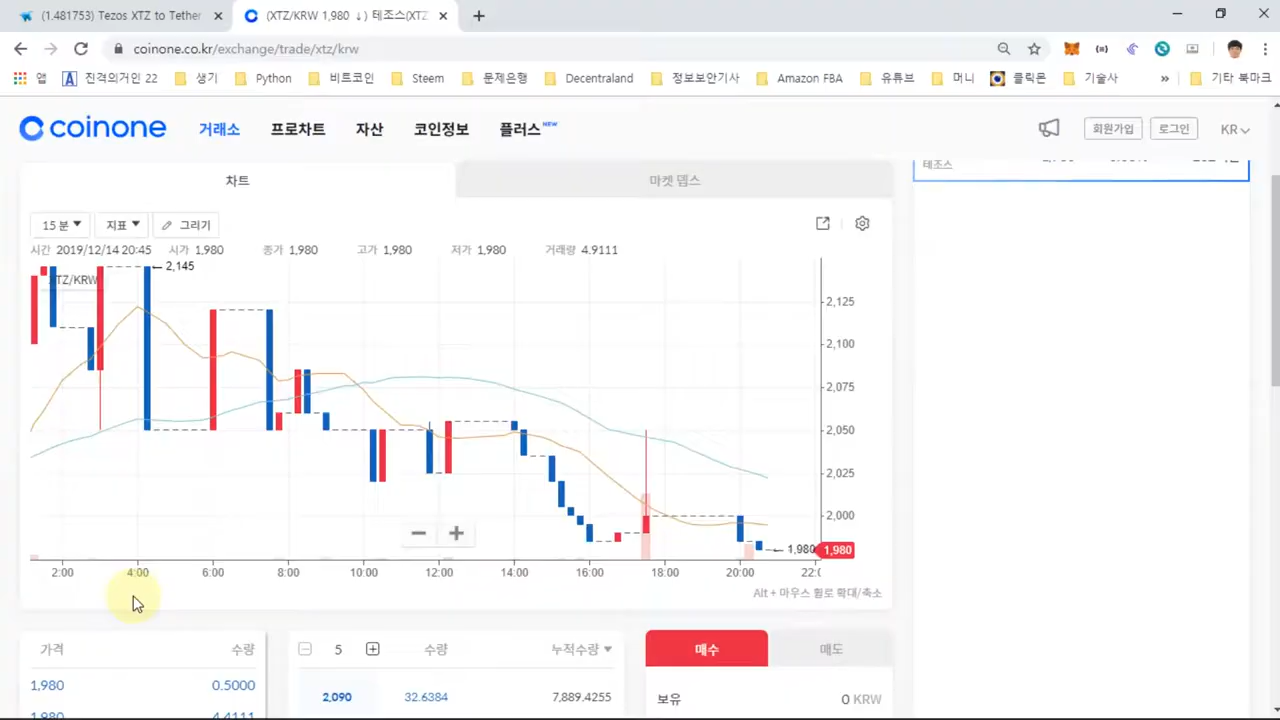 (1.481753) Tezos XTZ to Tether
(XTZ/KRW 1,980 ↓) 테조스(XTZ
coinone.co.kr/exchange/trade/xtz/krw
앱 진격의거인 22 생기 Python 비트코인 Steem 문제은행 Decentraland 정보보안기사 Amazon FBA 유튜브 머니 클릭몬 기술사 » 기타 북마크
coinone 거래소 프로차트 자산 코인정보 플러스 NEW 회원가입 로그인 KR
차트 마켓 뎁스
테조스
15 분 지표 그리기
시간 2019/12/14 20:45 시가 1,980 종가 1,980 고가 1,980 저가 1,980 거래량 4.9111
2,145
XTZ/KRW
2,125
2,100
2,075
2,050
2,025
2,000
1,980 1,980
2:00 4:00 6:00 8:00 10:00 12:00 14:00 16:00 18:00 20:00
Alt + 마우스 휠로 확대/축소
가격 수량 5 수량 누적수량 매수 매도
1,980 0.5000 2,090 32.6384 7,889.4255 보유 0 KRW
1,980 4.4111